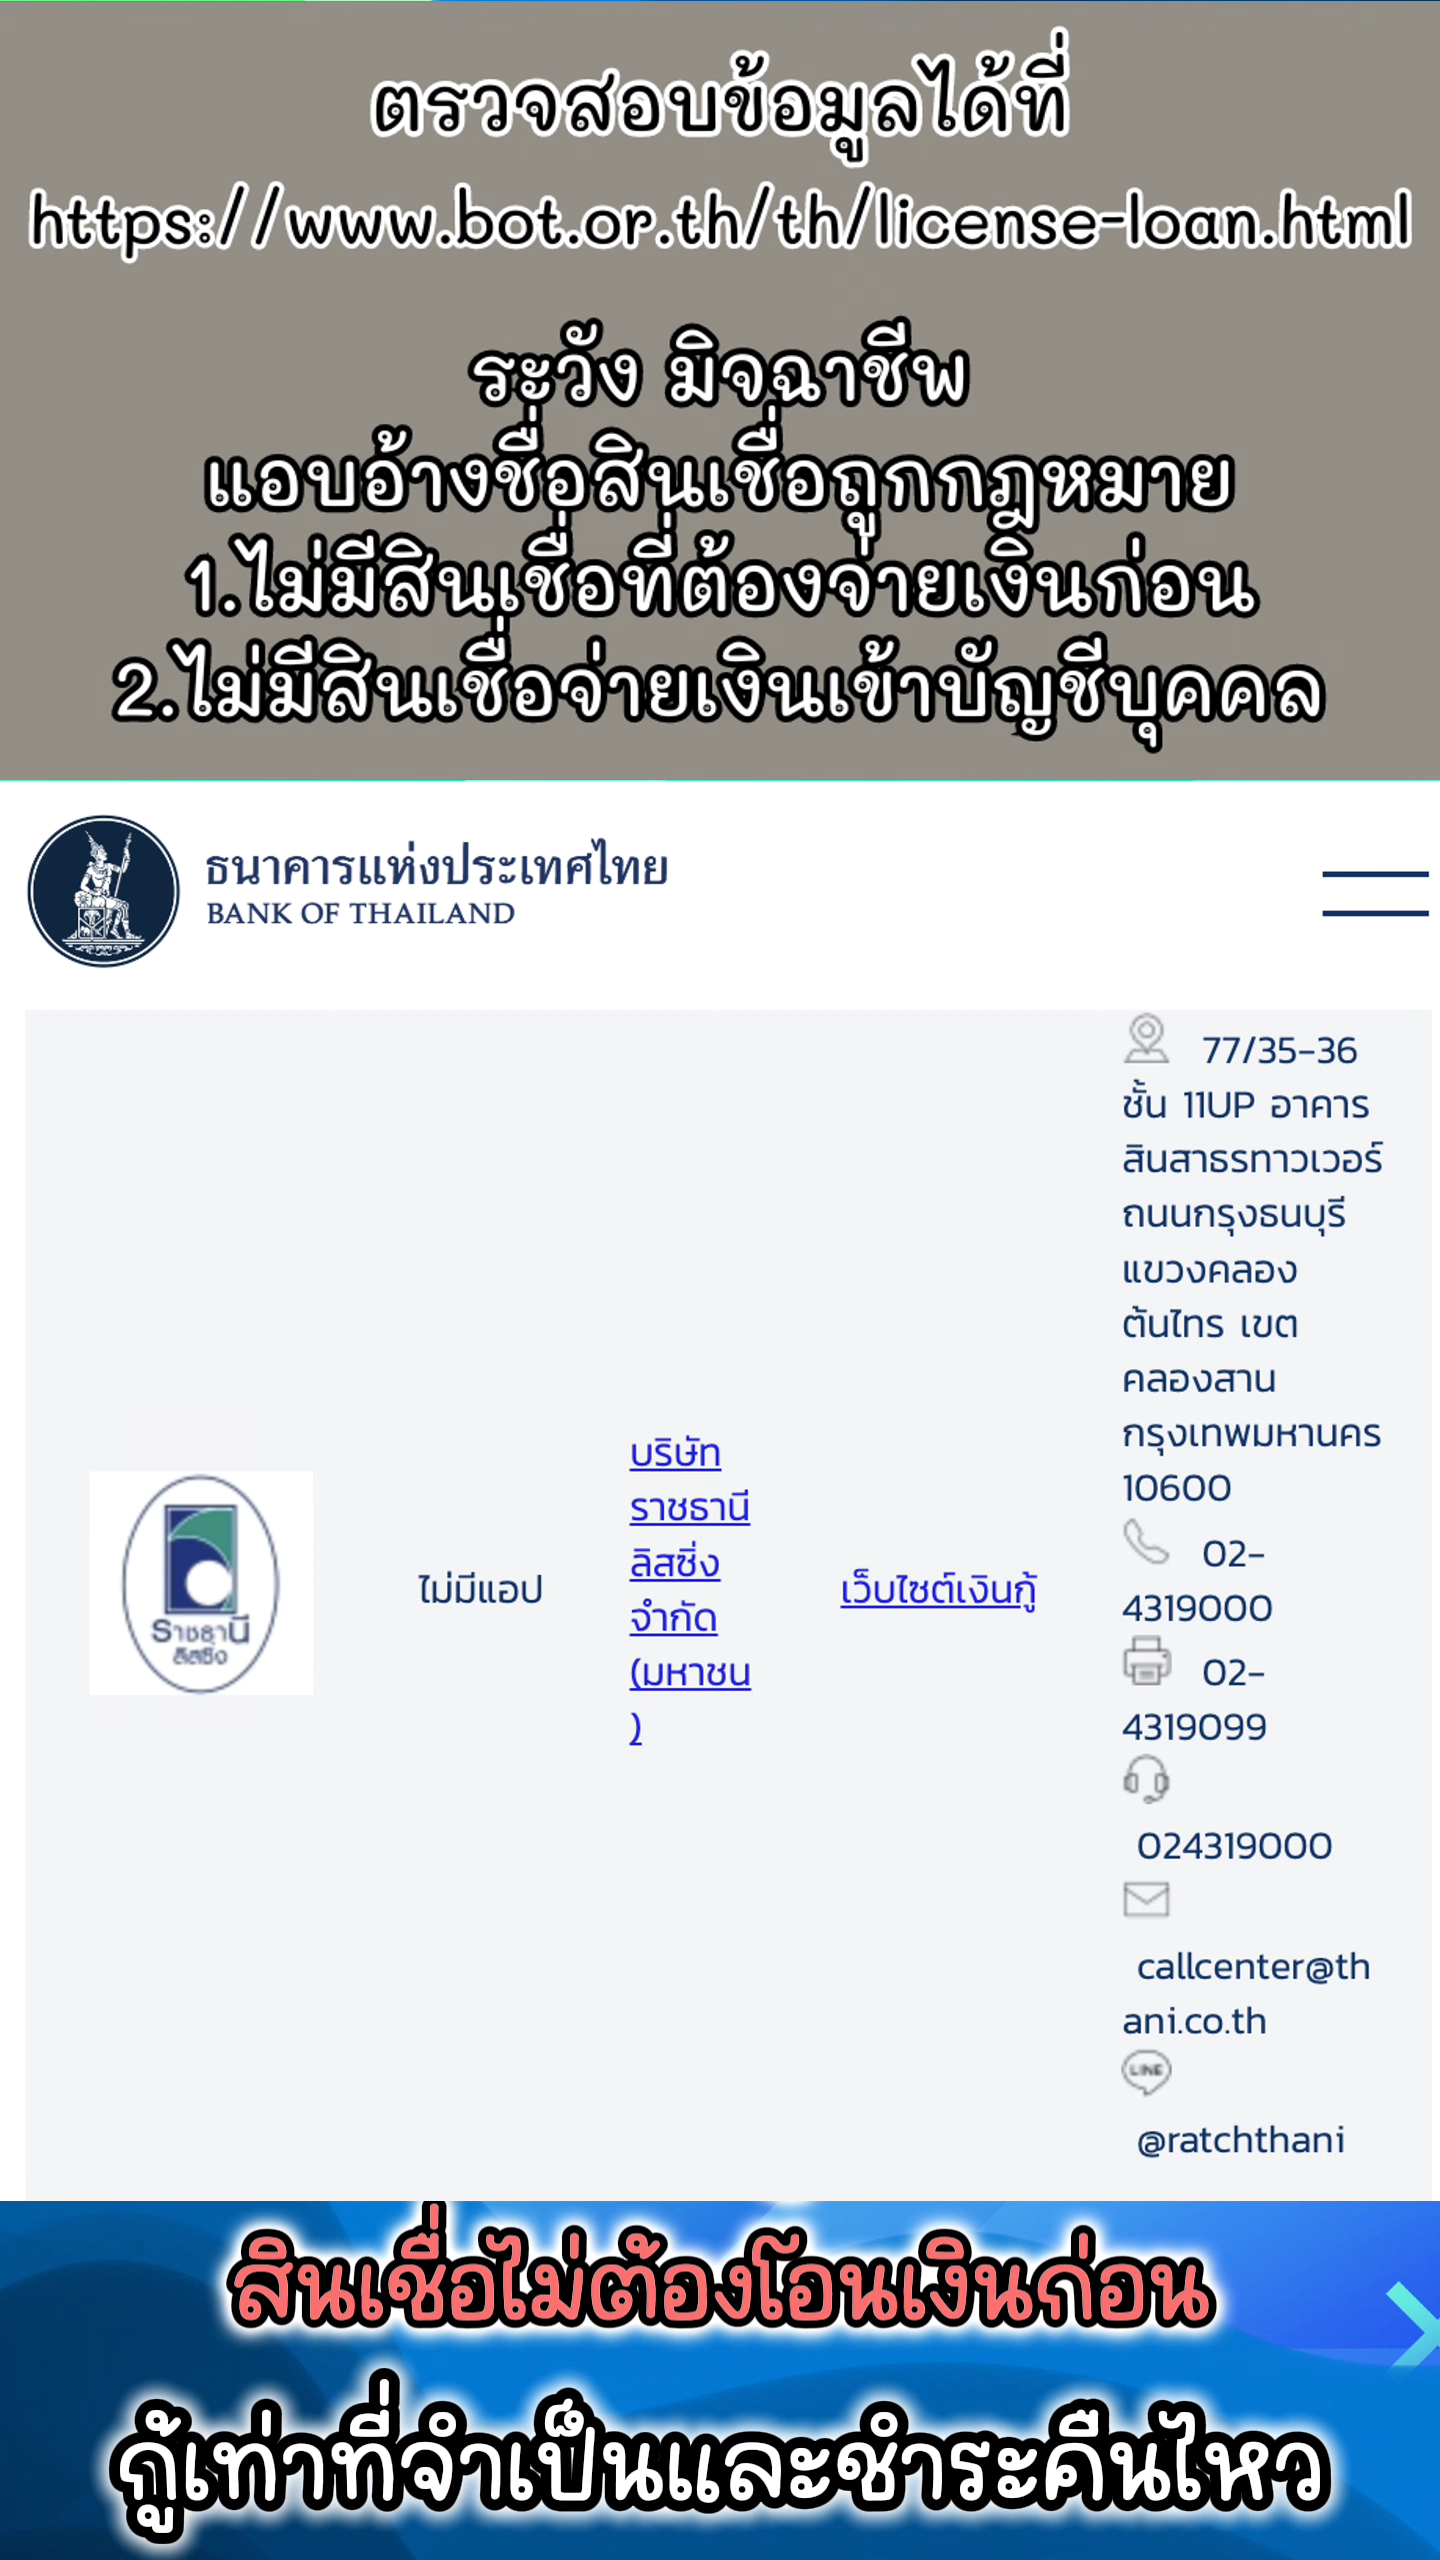 ตรวจสอบข้อมูลได้ที่
https://www.bot.or.th/th/license-loan.html
ระวัง มิจฉาชีพ
แอบอ้างชื่อสินเชื่อถูกกฎหมาย
1.ไม่มีสินเชื่อที่ต้องจ่ายเงินก่อน
2.ไม่มีสินเชื่อจ่ายเงินเข้าบัญชีบุคคล
ธนาคารแห่งประเทศไทย
BANK OF THAILAND
ราชธานี
ลิสซิ่ง
ไม่มีแอป
บริษัท
ราชธานี
ลิสซิ่ง
จำกัด
(มหาชน
)
เว็บไซต์เงินกู้
77/35-36
ชั้น 11UP อาคาร
สินสาธรทาวเวอร์
ถนนกรุงธนบุรี
แขวงคลอง
ต้นไทร เขต
คลองสาน
กรุงเทพมหานคร
10600
02-
4319000
02-
4319099
024319000
callcenter@th
ani.co.th
LINE
@ratchthani
สินเชื่อไม่ต้องโอนเงินก่อน
กู้เท่าที่จำเป็นและชำระคืนไหว